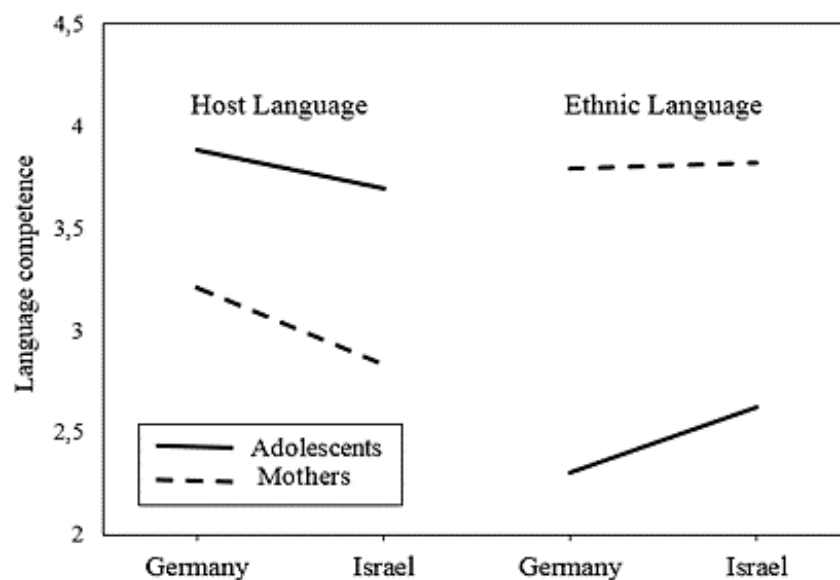 4,5
Host Language Ethnic Language
4
3,5
3
2,5
2
Language competence
Adolescents
Mothers
Germany Israel Germany Israel